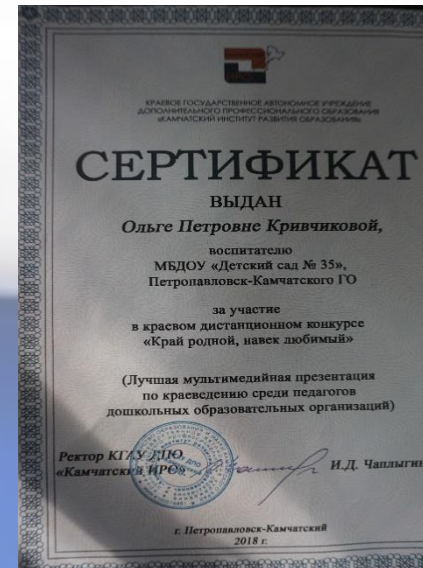 КРАЕВОЕ ГОСУДАРСТВЕННОЕ АВТОНОМНОЕ УЧРЕЖДЕНИЕ
ДОПОЛНИТЕЛЬНОГО ПРОФЕССИОНАЛЬНОГО ОБРАЗОВАНИЯ
«КАМЧАТСКИЙ ИНСТИТУТ РАЗВИТИЯ ОБРАЗОВАНИЯ»
СЕРТИФИКАТ
ВЫДАН
Ольге Петровне Кривчиковой,
воспитателю
МБДОУ «Детский сад № 35»,
Петропавловск-Камчатского ГО
за участие
в краевом дистанционном конкурсе
«Край родной, навек любимый»
(Лучшая мультимедийная презентация
по краеведению среди педагогов
дошкольных образовательных организаций)
Ректор КГАУ ДПО
«Камчатский ИРО»
И.Д. Чаплыгин
г. Петропавловск-Камчатский
2018 г.